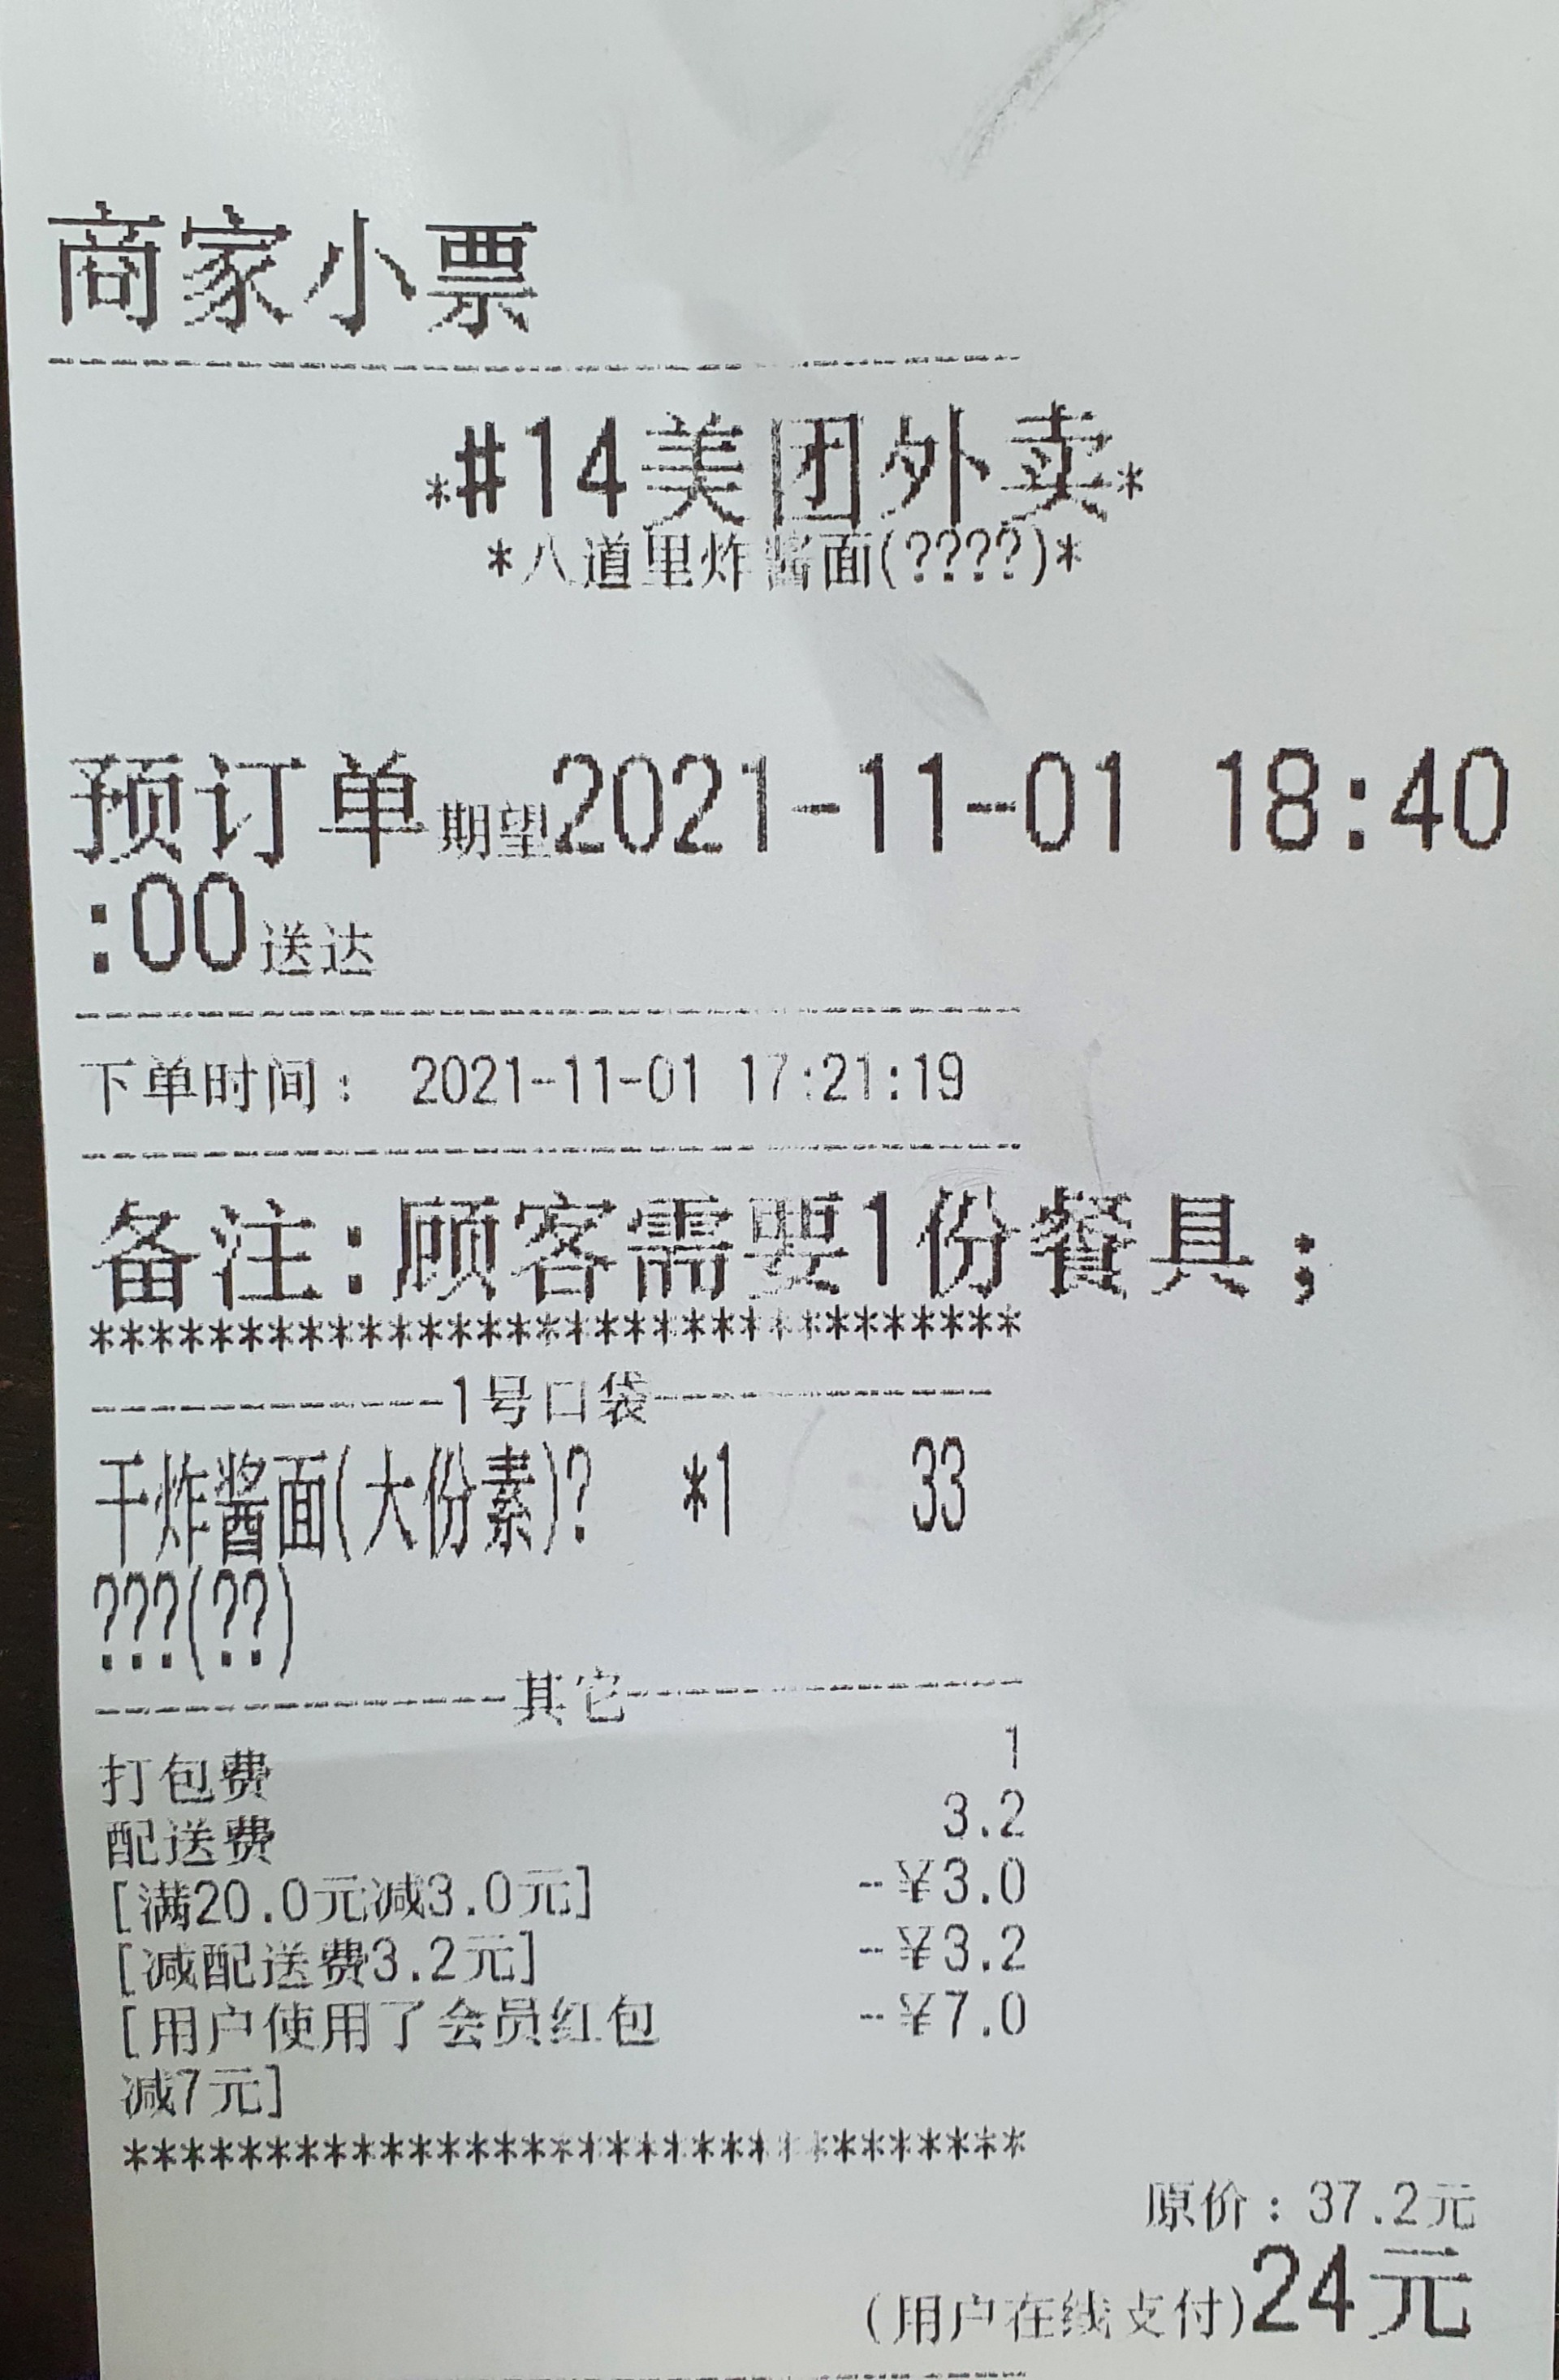 商家小票
*#14美团外卖*
*八道里炸酱面(????)*
预订单期望2021-11-01 18:40
:00送达
下单时间： 2021-11-01 17:21:19
备注:顾客需要1份餐具;
********************************
------------1号口袋------------
干炸酱面(大份素)? *1 33
???(??)
--------------其它--------------
打包费 1
配送费 3.2
[满20.0元减3.0元] -¥3.0
[减配送费3.2元] -¥3.2
[用户使用了会员红包 -¥7.0
减7元]
********************************
原价：37.2元
(用户在线支付)24元